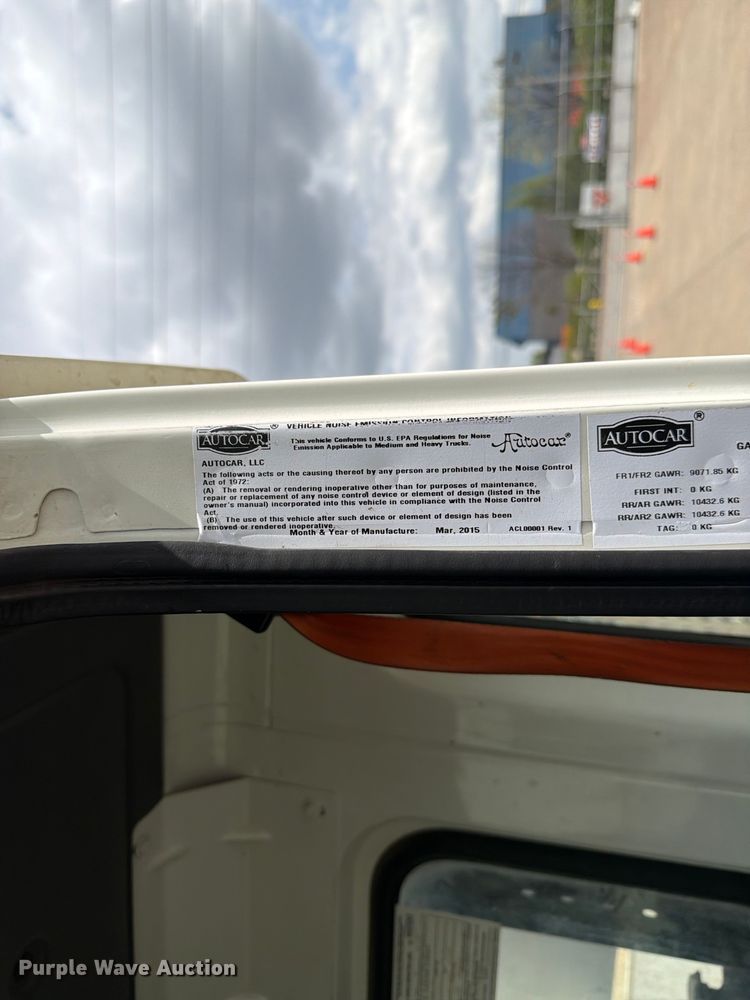 AUTOCAR ®
VEHICLE NOISE EMISSION CONTROL INFORMATION
This vehicle Conforms to U.S. EPA Regulations for Noise
Emission Applicable to Medium and Heavy Trucks.
Autocar®
AUTOCAR, LLC
The following acts or the causing thereof by any person are prohibited by the Noise Control
Act of 1972:
(A) The removal or rendering inoperative other than for purposes of maintenance,
repair or replacement of any noise control device or element of design (listed in the
owner's manual) incorporated into this vehicle in compliance with the Noise Control
Act.
(B) The use of this vehicle after such device or element of design has been
removed or rendered inoperative.
Month & Year of Manufacture: Mar, 2015 ACL00001 Rev. 1
AUTOCAR ®
GA
FR1/FR2 GAWR: 9071.85 KG
FIRST INT: 0 KG
RR/AR GAWR: 10432.6 KG
RR/AR2 GAWR: 10432.6 KG
TAG: 0 KG
Purple Wave Auction